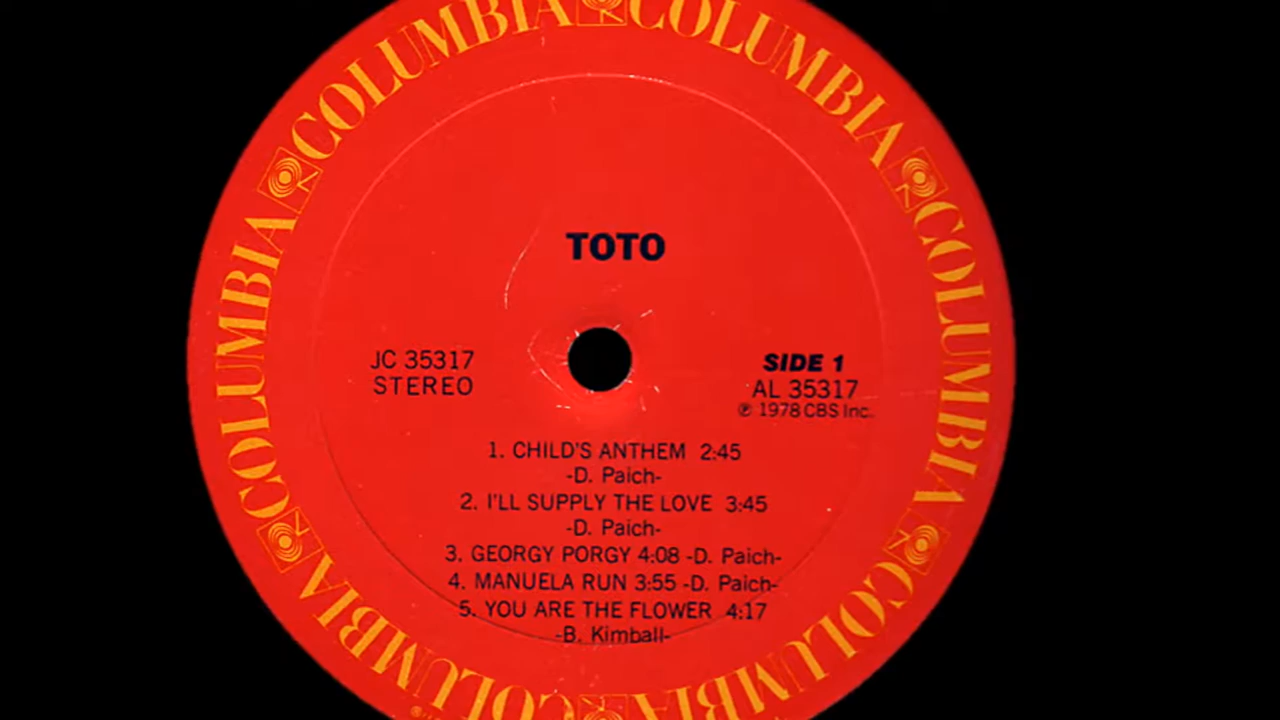 COLUMBIA COLUMBIA COLUMBIA COLUMBIA COLUMBIA COLUMBIA COLUMBIA COLUMBIA
TOTO
JC 35317
STEREO
SIDE 1
AL 35317
℗ 1978 CBS Inc.
1. CHILD'S ANTHEM 2:45
-D. Paich-
2. I'LL SUPPLY THE LOVE 3:45
-D. Paich-
3. GEORGY PORGY 4:08 -D. Paich-
4. MANUELA RUN 3:55 -D. Paich-
5. YOU ARE THE FLOWER 4:17
-B. Kimball-